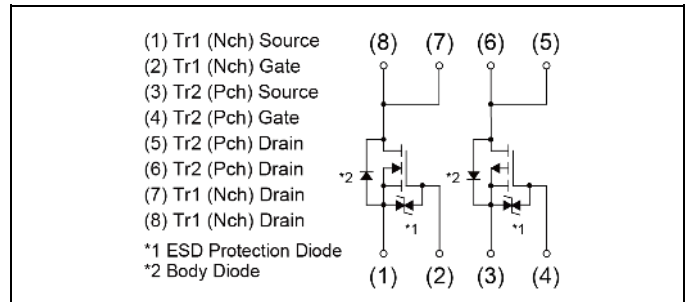 (1) Tr1 (Nch) Source
(2) Tr1 (Nch) Gate
(3) Tr2 (Pch) Source
(4) Tr2 (Pch) Gate
(5) Tr2 (Pch) Drain
(6) Tr2 (Pch) Drain
(7) Tr1 (Nch) Drain
(8) Tr1 (Nch) Drain
*1 ESD Protection Diode
*2 Body Diode
(8) (7) (6) (5)
*2 *2
*1 *1
(1) (2) (3) (4)